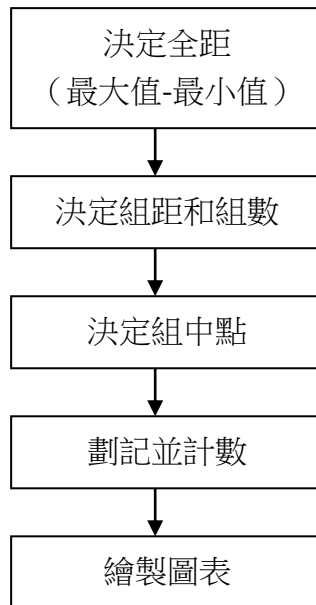 決定全距
（最大值-最小值）
決定組距和組數
決定組中點
劃記並計數
繪製圖表